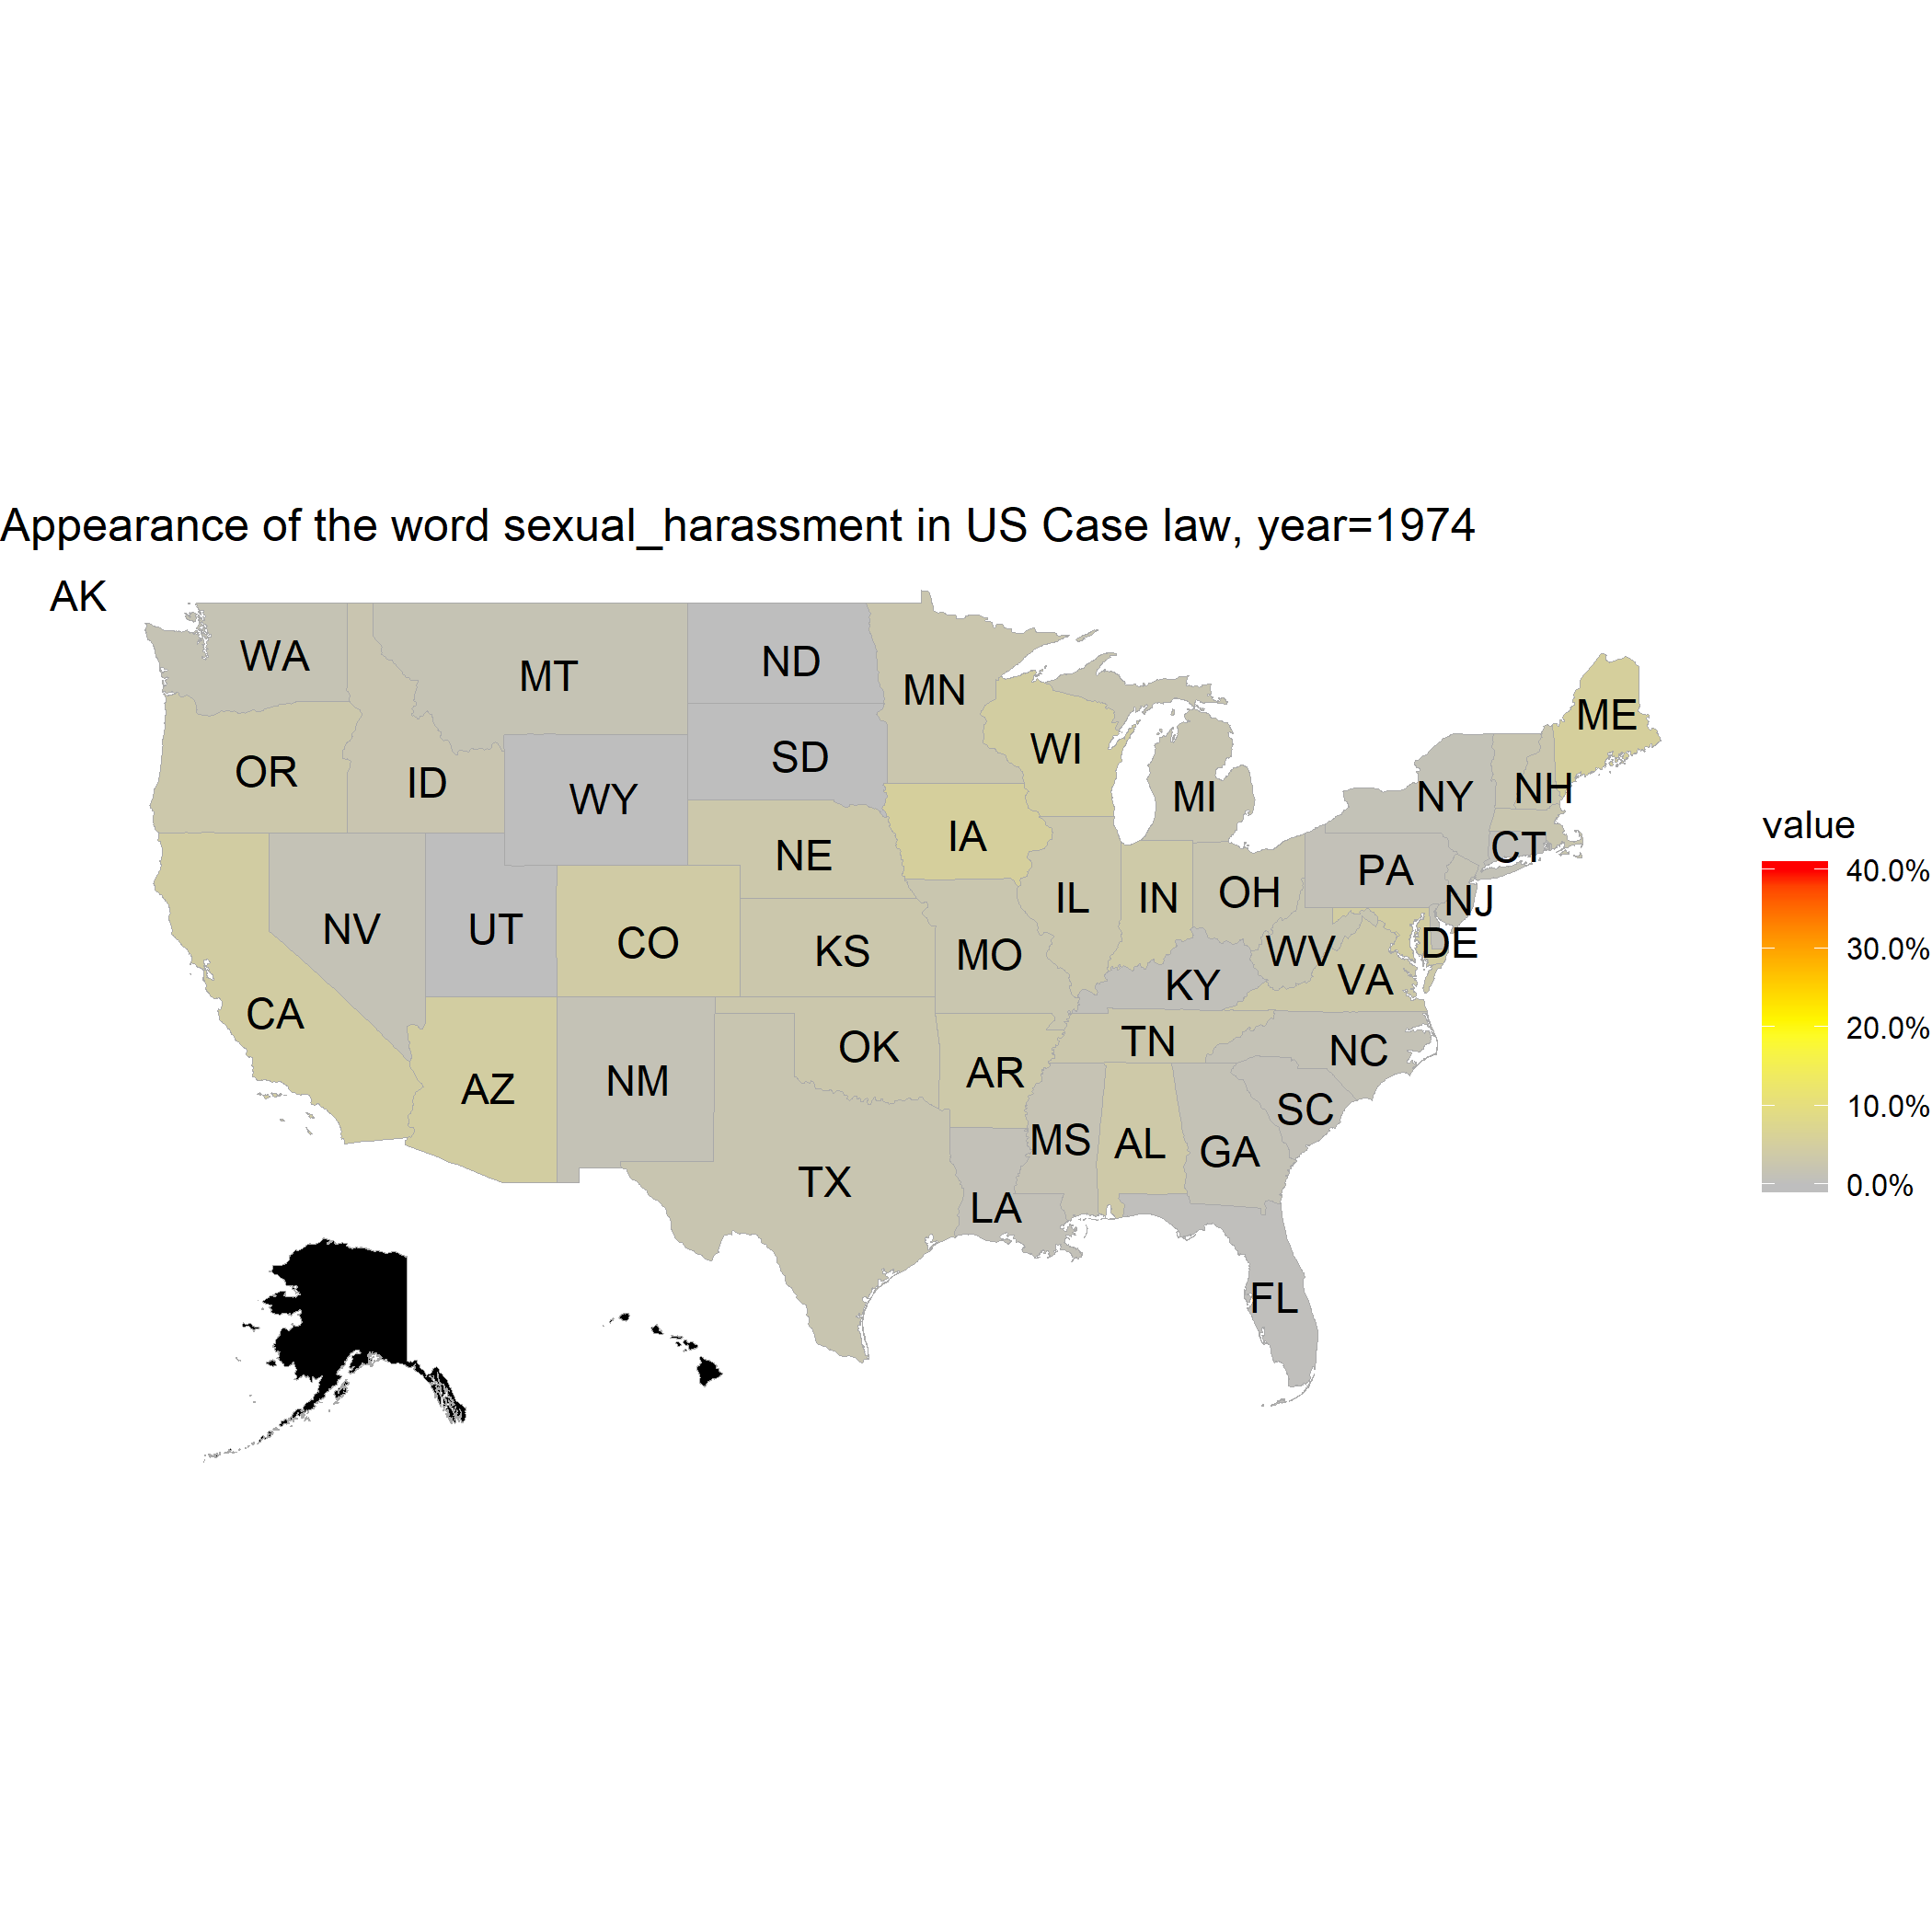 Appearance of the word sexual_harassment in US Case law, year=1974
AK
WA
MT
ND
MN
ME
OR
ID
WY
SD
WI
MI
NY
NH
NV
UT
CO
NE
IA
IL
IN
OH
PA
CT
NJ
CA
KS
MO
KY
WV
DE
VA
AZ
NM
OK
AR
TN
NC
TX
LA
MS
AL
GA
SC
FL
value
40.0%
30.0%
20.0%
10.0%
0.0%